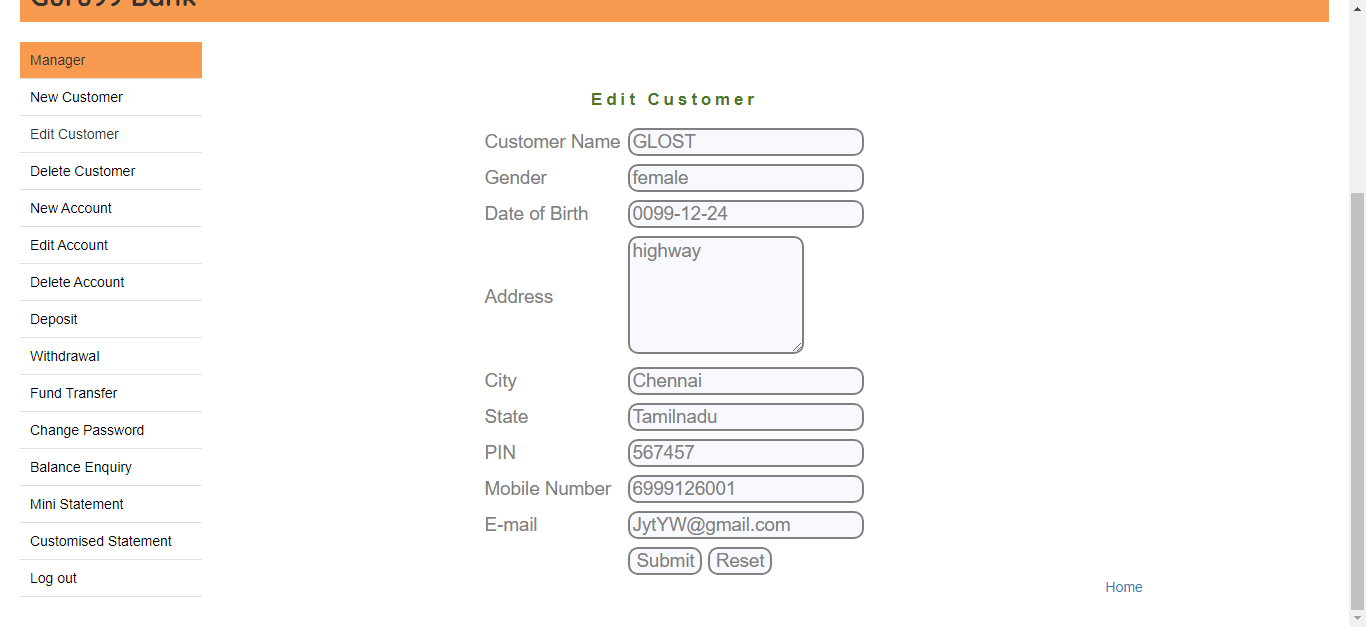 Guru99 Bank
Manager
New Customer
Edit Customer
Delete Customer
New Account
Edit Account
Delete Account
Deposit
Withdrawal
Fund Transfer
Change Password
Balance Enquiry
Mini Statement
Customised Statement
Log out
Edit Customer
Customer Name GLOST
Gender female
Date of Birth 0099-12-24
Address highway
City Chennai
State Tamilnadu
PIN 567457
Mobile Number 6999126001
E-mail JytYW@gmail.com
Submit Reset
Home